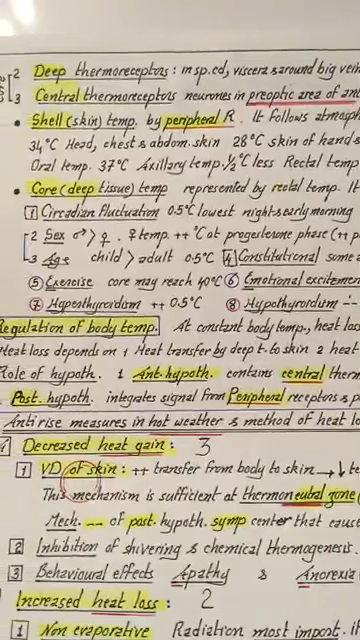 2 Deep thermoreceptors : in sp.cd, viscera & around big vein
3 Central thermoreceptors neurones in preoptic area of ant
• Shell (skin) temp. by peripheral R. It follows atmosph
34°C Head, chest & abdom. skin 28°C skin of hand s
Oral temp. 37°C Axillary temp. ½°C less Rectal temp
• Core (deep tissue) temp represented by rectal temp. It
1 Circadian fluctuation 0.5°C lowest night & early morning
2 Sex ♂ > ♀. ♀ temp. ++ °C at progesterone phase (++ p
3 Age child > adult 0.5°C 4 Constitutional some a
5 Exercise core may reach 40°C 6 Emotional excitemen
7 ++ 0.5°C 8 Hypothyroidism
Regulation of body temp. At constant body temp., heat los
Heat loss depends on 1 Heat transfer by deep t. to skin 2 heat
Role of hypoth. 1 Ant. hypoth. contains central ther
Post. hypoth. integrates signal from Peripheral receptors & p
Anti rise measures in hot weather & method of heat lo
Decreased heat gain : 3
1 VD of skin : ++ transfer from body to skin → ↓ te
This mechanism is sufficient at thermoneutral zone (
Mech. -- of post. hypoth. symp center that caus
2 Inhibition of shivering & chemical thermogenesis.
3 Behavioural effects Apathy & Anorexia
Increased heat loss : 2
1 Non evaporative Radiation most import. i